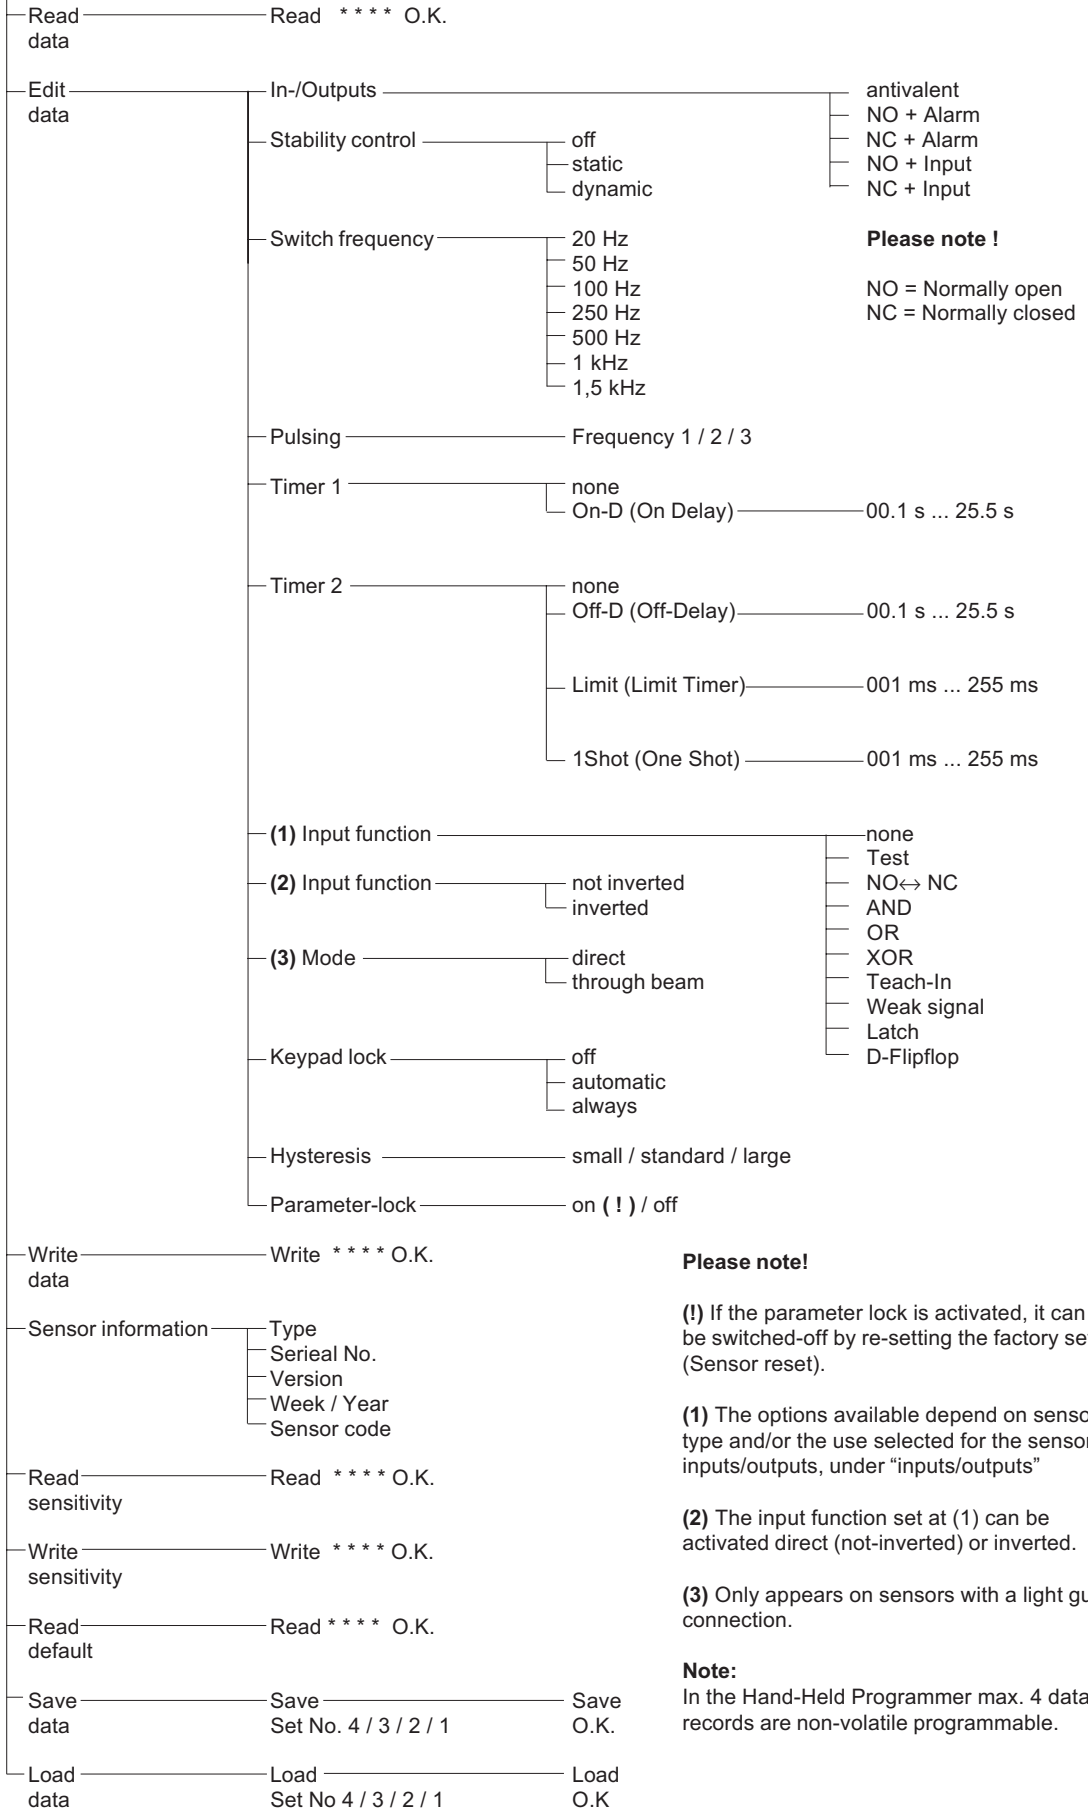 Read Read * * * * O.K.
data
Edit In-/Outputs antivalent
data NO + Alarm
Stability control off NC + Alarm
static NO + Input
dynamic NC + Input
Switch frequency 20 Hz Please note !
50 Hz
100 Hz NO = Normally open
250 Hz NC = Normally closed
500 Hz
1 kHz
1,5 kHz
Pulsing Frequency 1 / 2 / 3
Timer 1 none
On-D (On Delay) 00.1 s ... 25.5 s
Timer 2 none
Off-D (Off-Delay) 00.1 s ... 25.5 s
Limit (Limit Timer) 001 ms ... 255 ms
1Shot (One Shot) 001 ms ... 255 ms
(1) Input function none
Test
(2) Input function not inverted NO↔ NC
inverted AND
OR
(3) Mode direct XOR
through beam Teach-In
Weak signal
Latch
Keypad lock off D-Flipflop
automatic
always
Hysteresis small / standard / large
Parameter-lock on ( ! ) / off
Write Write * * * * O.K.
data
Sensor information Type
Serieal No.
Version
Week / Year
Sensor code
Read Read * * * * O.K.
sensitivity
Write Write * * * * O.K.
sensitivity
Read Read * * * * O.K.
default
Save Save Save
data Set No. 4 / 3 / 2 / 1 O.K.
Load Load Load
data Set No 4 / 3 / 2 / 1 O.K
Please note!
(!) If the parameter lock is activated, it can
be switched-off by re-setting the factory
(Sensor reset).
(1) The options available depend on
type and/or the use selected for the
inputs/outputs, under “inputs/outputs”
(2) The input function set at (1) can be
activated direct (not-inverted) or inverted.
(3) Only appears on sensors with a light
connection.
Note:
In the Hand-Held Programmer max. 4 data
records are non-volatile programmable.